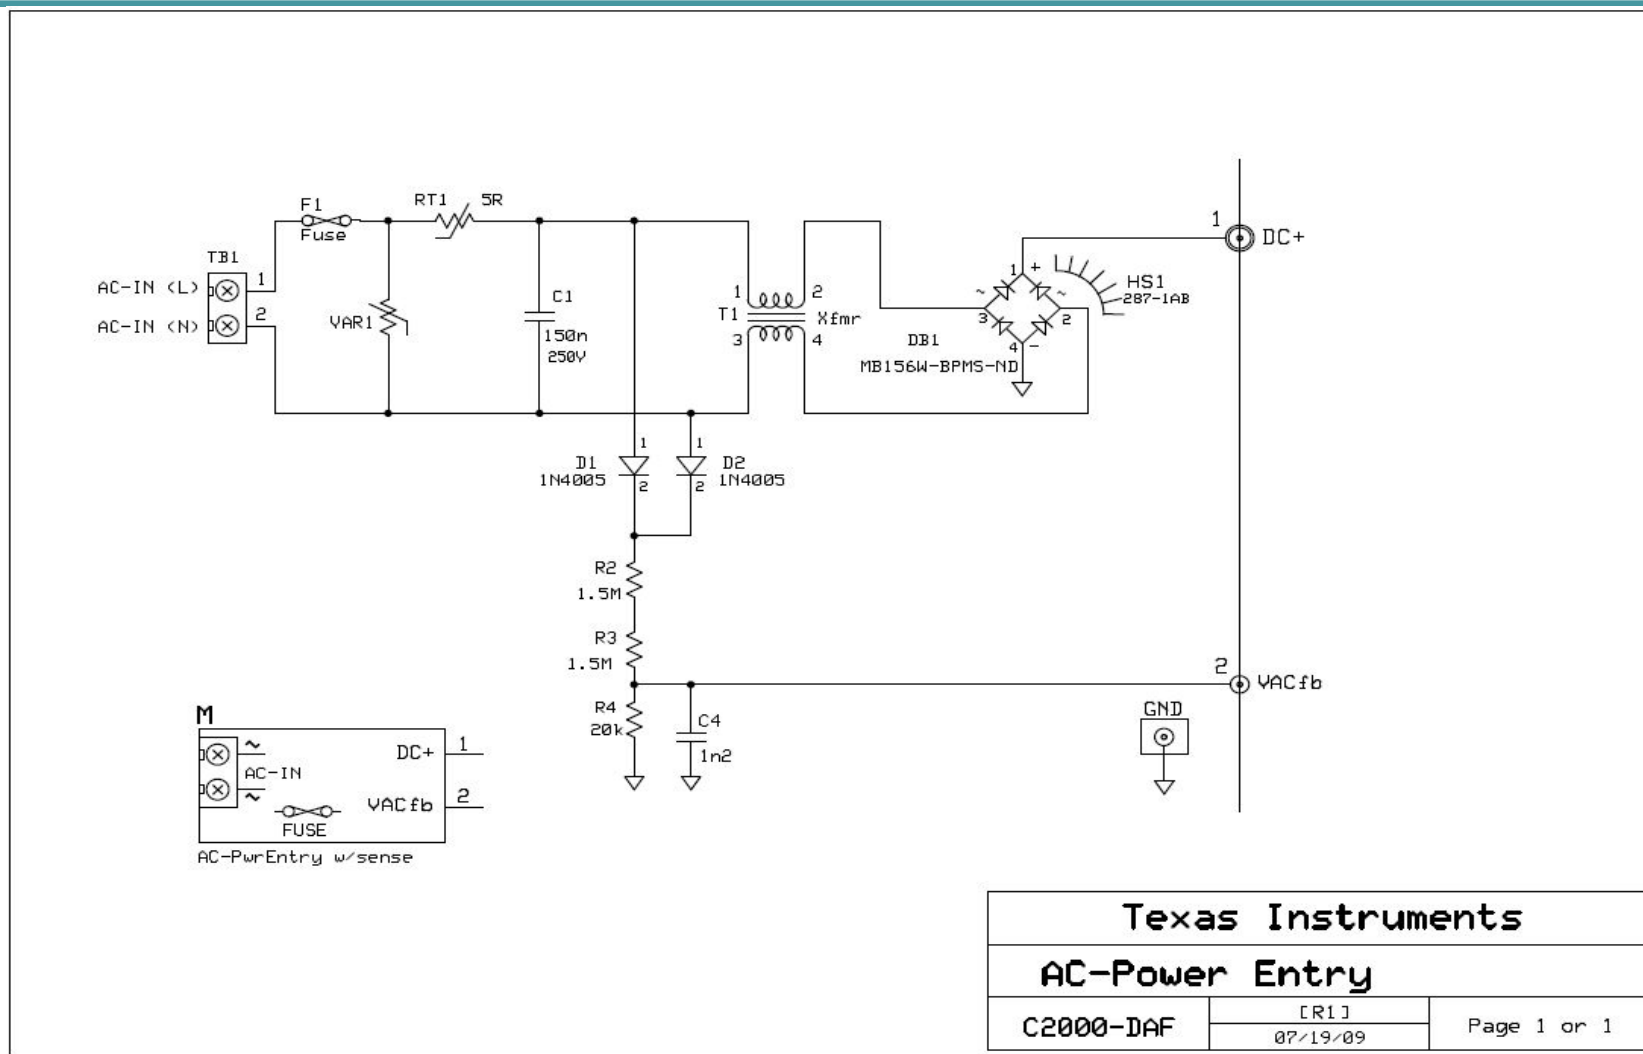 F1
Fuse
RT1 5R
TB1
AC-IN (L) 1
AC-IN (N) 2
VAR1
C1
150n
250V
1 2
T1 Xfmr
3 4
DB1
MB156W-BPMS-ND
1 +
~ ~
3 2
4 -
HS1
287-1AB
1 DC+
D1
1N4005
1
2
D2
1N4005
1
2
R2
1.5M
R3
1.5M
R4
20k
C4
1n2
2 VACfb
GND
M
~
AC-IN
~
FUSE
DC+ 1
VACfb 2
AC-PwrEntry w/sense
Texas Instruments
AC-Power Entry
C2000-DAF
[R1]
07/19/09
Page 1 or 1